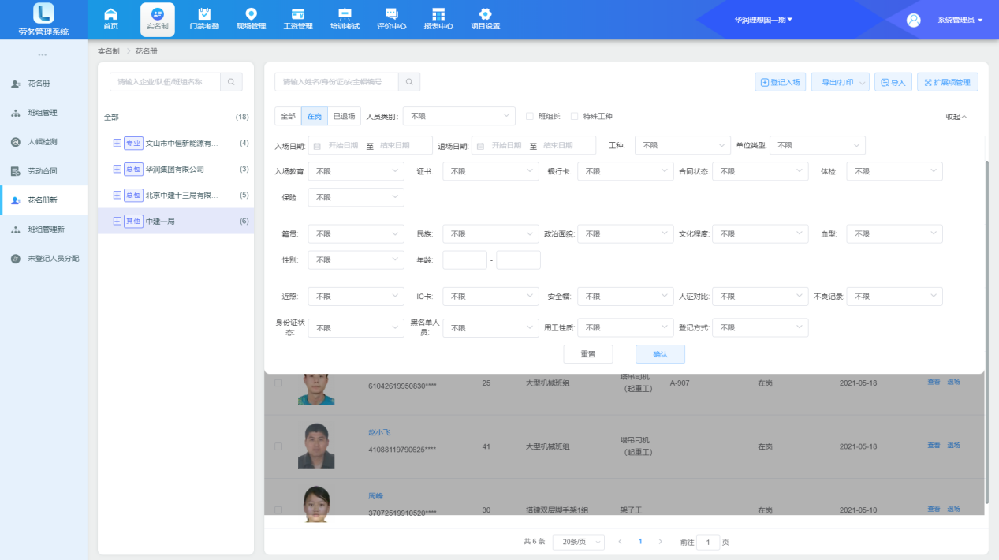 劳务管理系统
首页
实名制
门禁考勤
现场管理
工资管理
培训考试
评价中心
报表中心
项目设置
华润理想国一期
系统管理员
花名册
班组管理
人帽检测
劳动合同
花名册新
班组管理新
未登记人员分配
实名制 花名册
请输入企业/队伍/班组名称
全部 (18)
专业 文山市中恒新能源有... (4)
总包 华润集团有限公司 (3)
总包 北京中建十三局有限... (5)
其他 中建一局 (6)
请输入姓名/身份证/安全帽编号
登记入场 导出/打印 导入 扩展项管理
全部 在岗 已退场 人员类别: 不限 班组长 特殊工种 收起
入场日期: 开始日期 至 结束日期 退场日期: 开始日期 至 结束日期 工种: 不限 单位类型: 不限
入场教育: 不限 证书: 不限 银行卡: 不限 合同状态: 不限 体检: 不限
保险: 不限
籍贯: 不限 民族: 不限 政治面貌: 不限 文化程度: 不限 血型: 不限
性别: 不限 年龄: -
近照: 不限 IC卡: 不限 安全帽: 不限 人证对比: 不限 不良记录: 不限
身份证状态: 不限 黑名单人员: 不限 用工性质: 不限 登记方式: 不限
重置 确认
61042619950830**** 25 大型机械班组 塔吊司机 A-907 在岗 2021-05-18 查看 退场
（起重工）
赵小飞
41088119790625**** 41 大型机械班组 塔吊司机 在岗 2021-05-18 查看 退场
（起重工）
周峰
37072519910520**** 30 搭建双层脚手架1组 架子工 在岗 2021-05-10 查看 退场
共 6 条 20条/页 1 前往 1 页